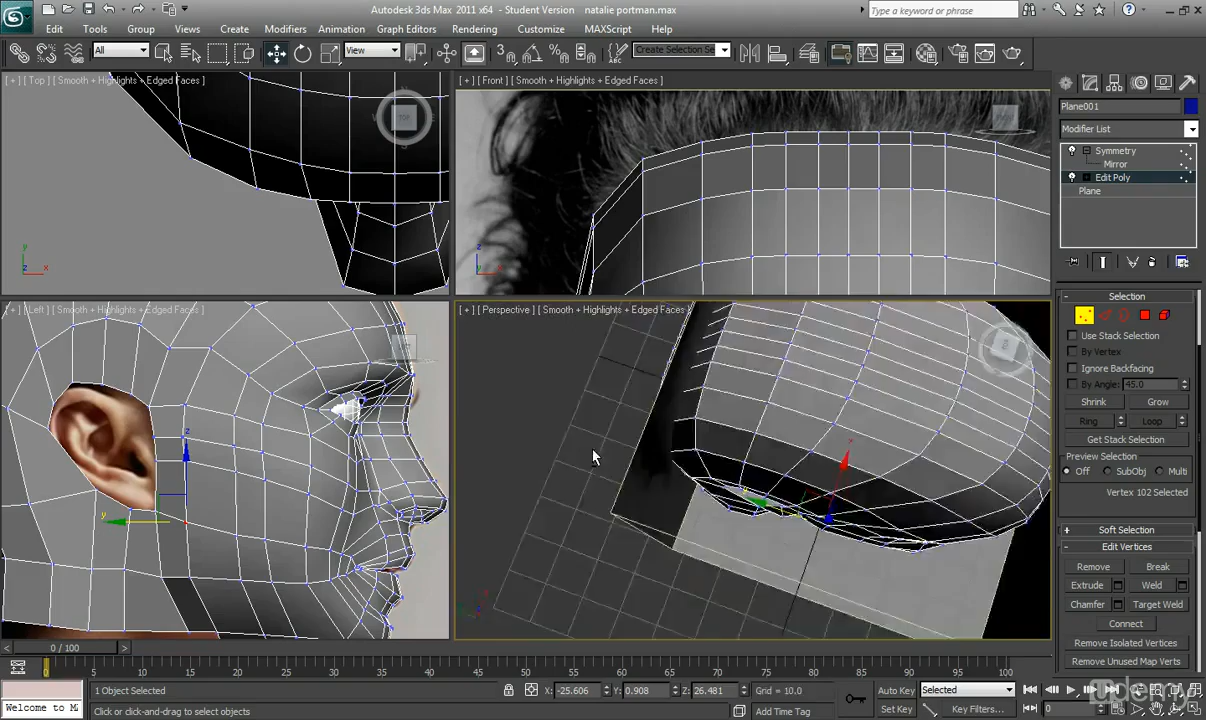 Autodesk 3ds Max 2011 x64 - Student Version natalie portman.max
Type a keyword or phrase
Edit Tools Group Views Create Modifiers Animation Graph Editors Rendering Customize MAXScript Help
All View Create Selection Se
[ + ] [ Top ] [ Smooth + Highlights + Edged Faces ]
[ + ] [ Front ] [ Smooth + Highlights + Edged Faces ]
[ + ] [ Left ] [ Smooth + Highlights + Edged Faces ]
[ + ] [ Perspective ] [ Smooth + Highlights + Edged Faces ]
Plane001
Modifier List
Symmetry
Mirror
Edit Poly
Plane
Selection
Use Stack Selection
By Vertex
Ignore Backfacing
By Angle: 45.0
Shrink Grow
Ring Loop
Get Stack Selection
Preview Selection
Off SubObj Multi
Vertex 102 Selected
Soft Selection
Edit Vertices
Remove Break
Extrude Weld
Chamfer Target Weld
Connect
Remove Isolated Vertices
Remove Unused Map Verts
0 / 100
0 5 10 15 20 25 30 35 40 45 50 55 60 65 70 75 80 85 90 95 100
1 Object Selected
X: -25.606 Y: 0.908 Z: 26.481 Grid = 10.0
Auto Key Selected
Welcome to M
Click or click-and-drag to select objects
Add Time Tag
Set Key Key Filters... 0
udemy